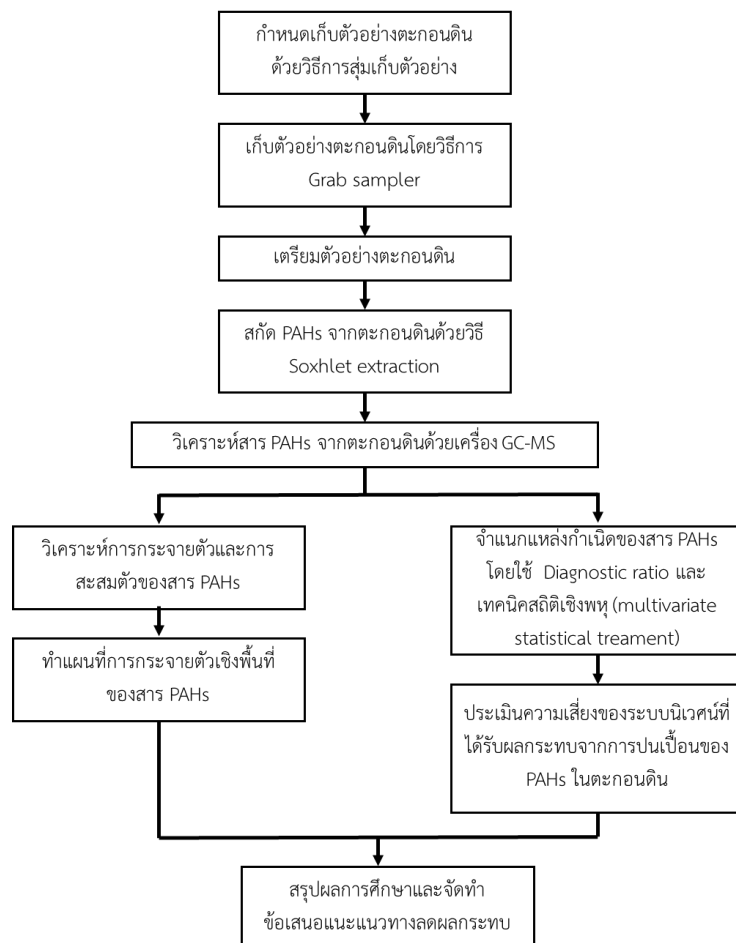 กำหนดเก็บตัวอย่างตะกอนดิน
ด้วยวิธีการสุ่มเก็บตัวอย่าง
เก็บตัวอย่างตะกอนดินโดยวิธีการ
Grab sampler
เตรียมตัวอย่างตะกอนดิน
สกัด PAHs จากตะกอนดินด้วยวิธี
Soxhlet extraction
วิเคราะห์สาร PAHs จากตะกอนดินด้วยเครื่อง GC-MS
วิเคราะห์การกระจายตัวและการ
สะสมตัวของสาร PAHs
ทำแผนที่การกระจายตัวเชิงพื้นที่
ของสาร PAHs
จำแนกแหล่งกำเนิดของสาร PAHs
โดยใช้ Diagnostic ratio และ
เทคนิคสถิติเชิงพหุ (multivariate
statistical treament)
ประเมินความเสี่ยงของระบบนิเวศน์ที่
ได้รับผลกระทบจากการปนเปื้อนของ
PAHs ในตะกอนดิน
สรุปผลการศึกษาและจัดทำ
ข้อเสนอแนะแนวทางลดผลกระทบ